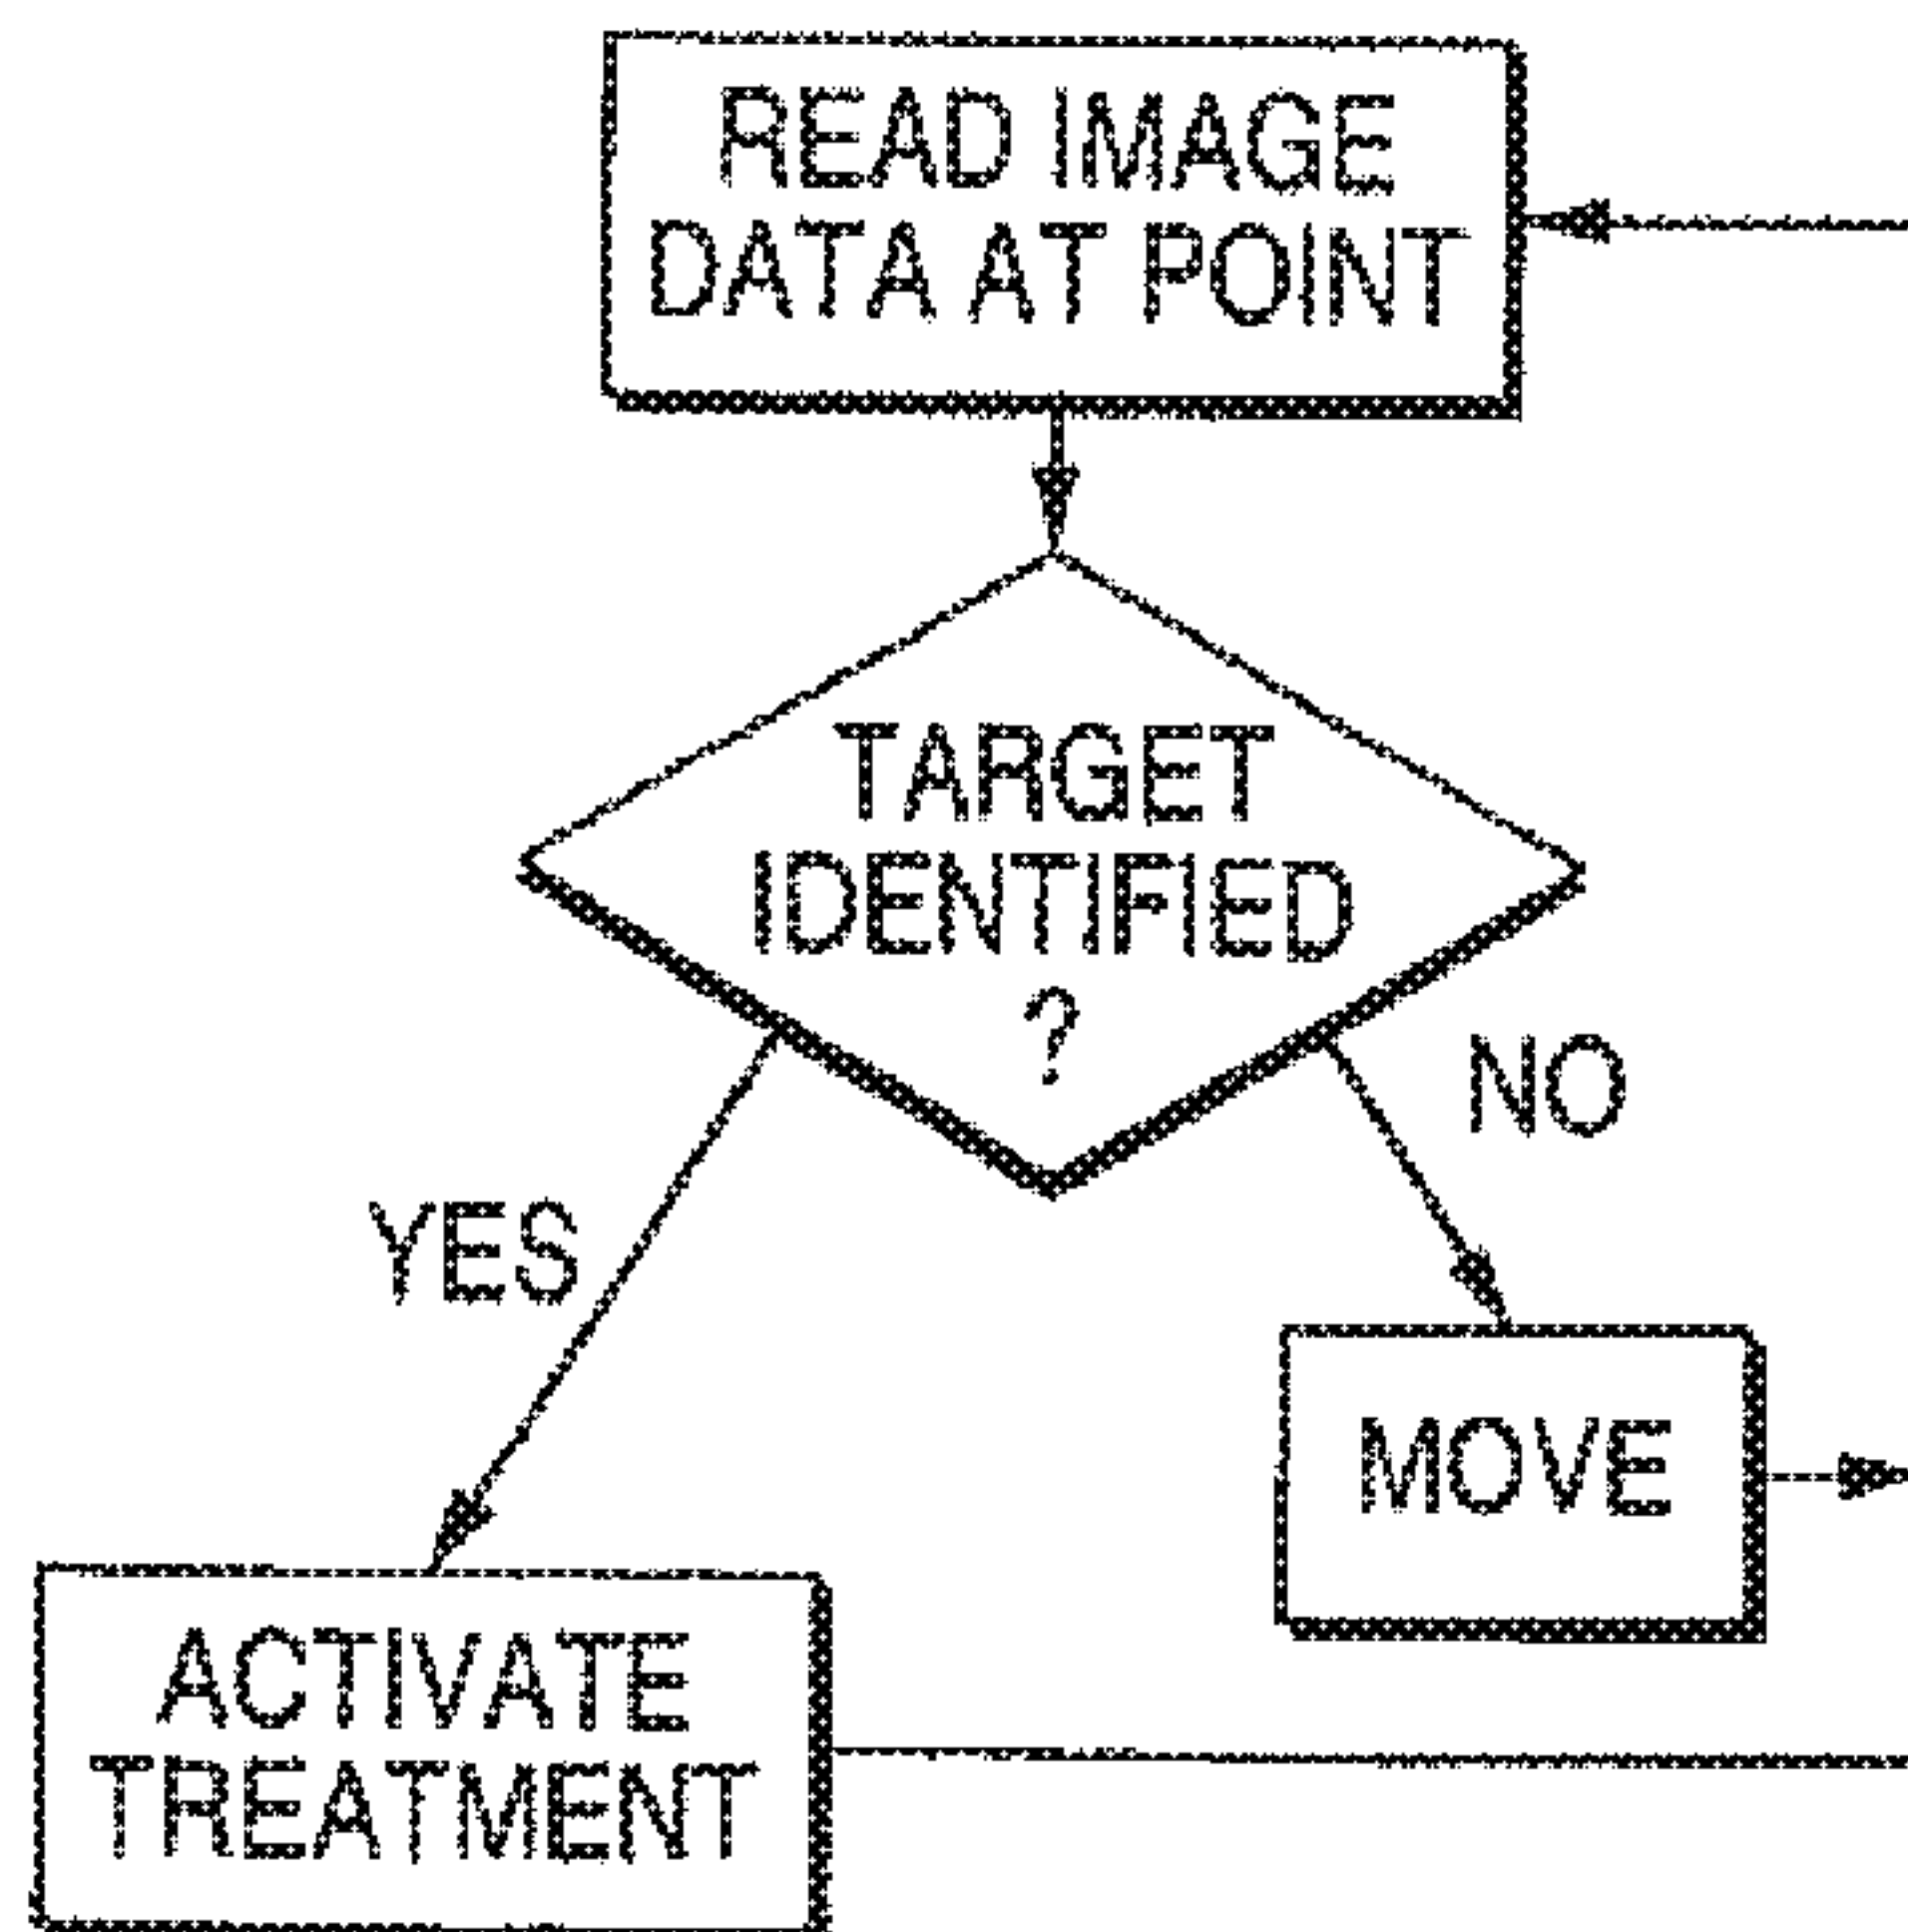 READ IMAGE
DATA AT POINT
TARGET
IDENTIFIED
?
NO
YES
MOVE
ACTIVATE
TREATMENT